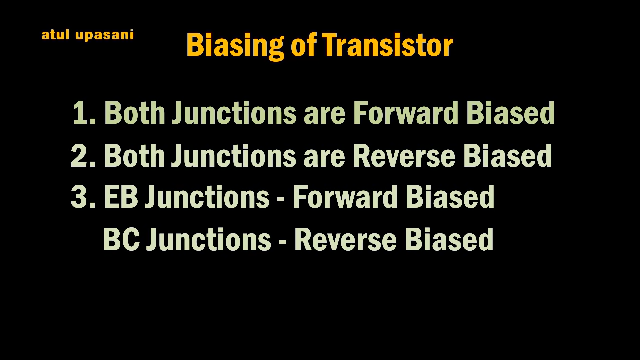 atul upasani
Biasing of Transistor
1. Both Junctions are Forward Biased
2. Both Junctions are Reverse Biased
3. EB Junctions - Forward Biased
BC Junctions - Reverse Biased